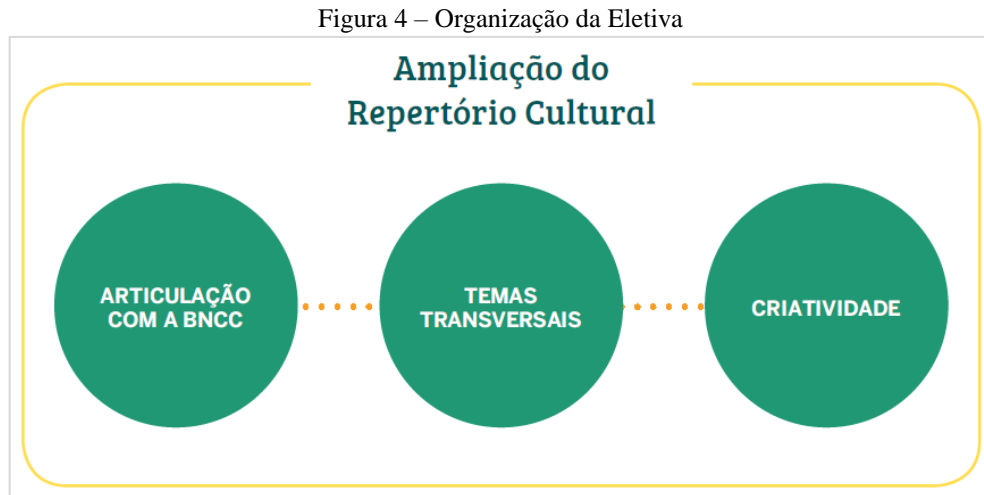 Figura 4 – Organização da Eletiva
Ampliação do
Repertório Cultural
ARTICULAÇÃO
COM A BNCC
TEMAS
TRANSVERSAIS
CRIATIVIDADE